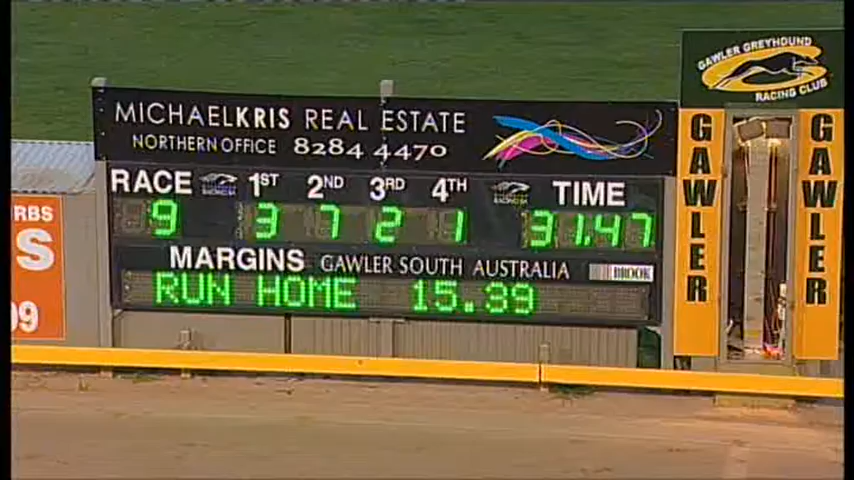 GAWLER GREYHOUND
RACING CLUB
MICHAELKRIS REAL ESTATE
NORTHERN OFFICE 8284 4470
RACE 1ST 2ND 3RD 4TH TIME
9 3 7 2 1 31.47
MARGINS GAWLER SOUTH AUSTRALIA BROOK
RUN HOME 15.39
GAWLER
GAWLER
RBS
S
9